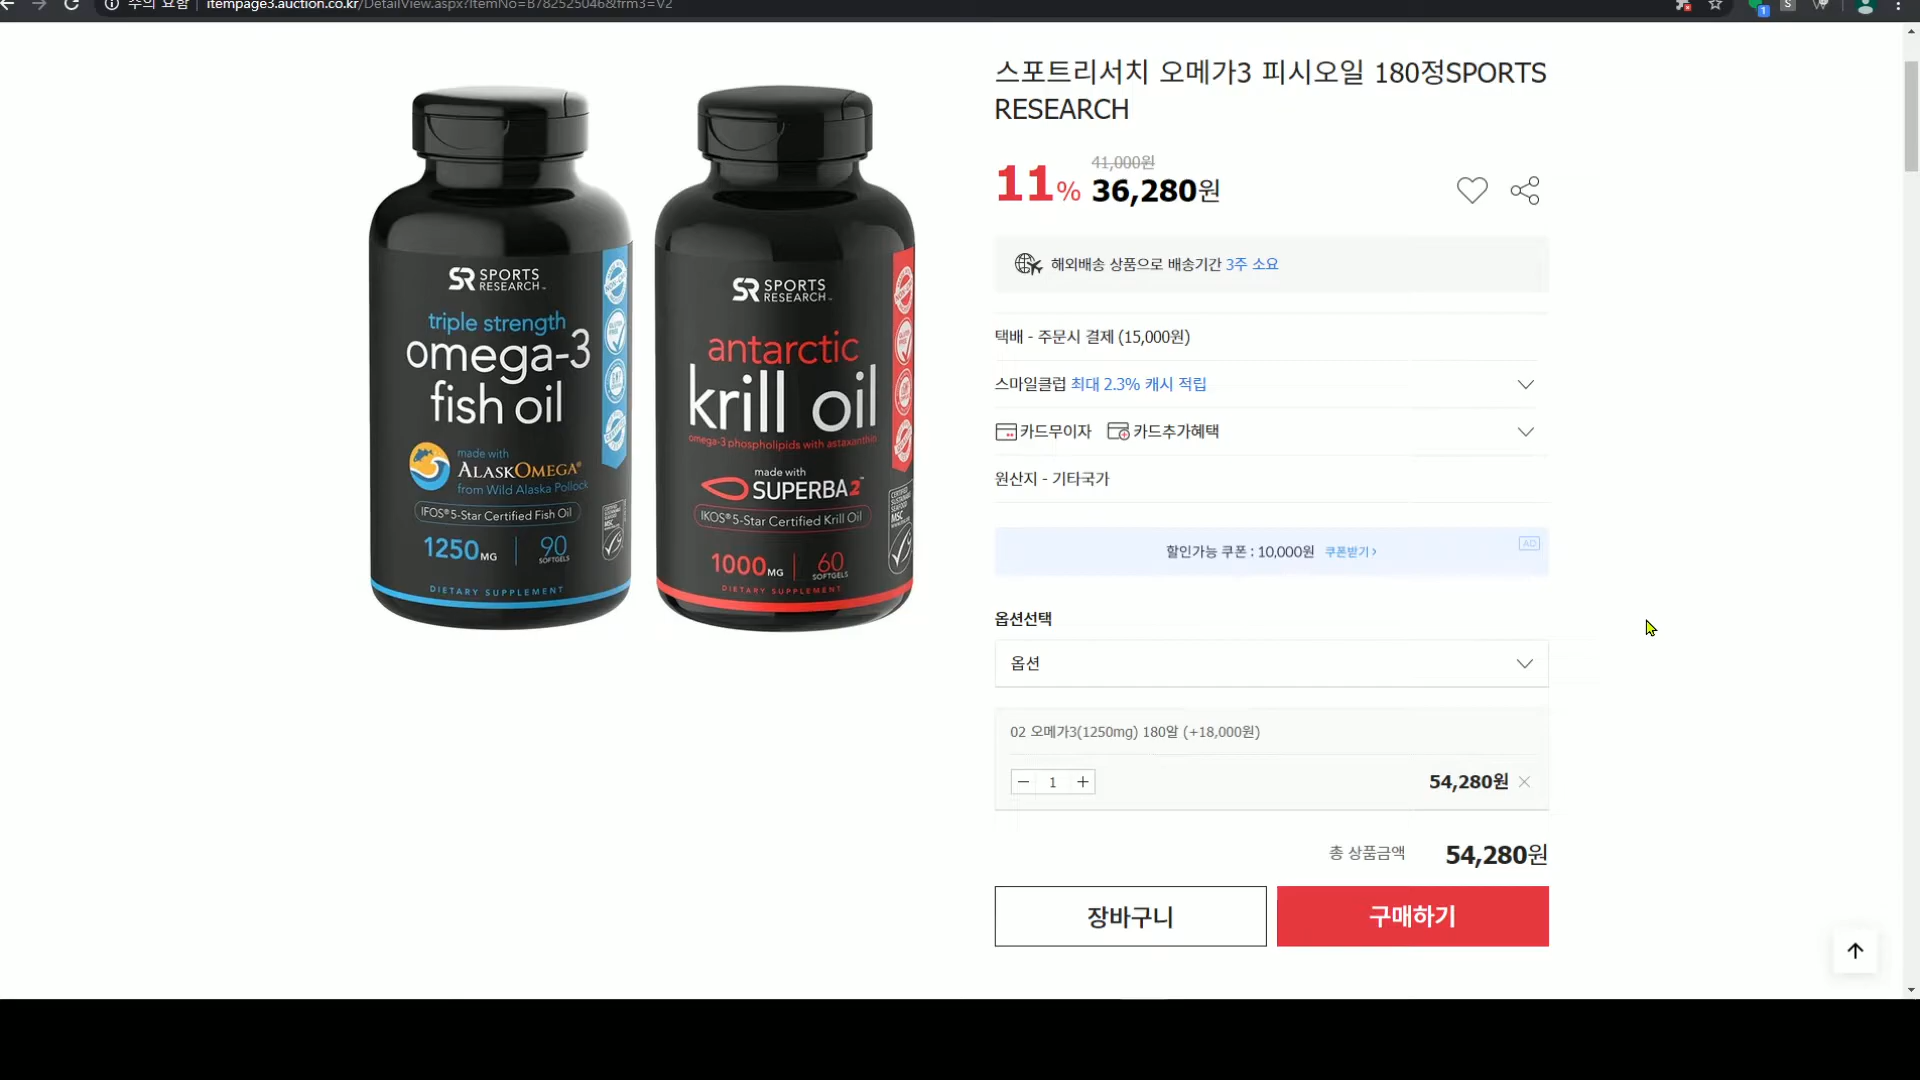 itempage3.auction.co.kr/DetailView.aspx?ItemNo=B782525046&frm3=V2
스포트리서치 오메가3 피시오일 180정SPORTS
RESEARCH
11% 41,000원
36,280원
해외배송 상품으로 배송기간 3주 소요
택배 - 주문시 결제 (15,000원)
스마일클럽 최대 2.3% 캐시 적립
카드무이자 카드추가혜택
원산지 - 기타국가
할인가능 쿠폰 : 10,000원 쿠폰받기 ›
AD
옵션선택
옵션
02 오메가3(1250mg) 180알 (+18,000원)
− 1 + 54,280원 ×
총 상품금액 54,280원
장바구니 구매하기
SR SPORTS
RESEARCH
triple strength
omega-3
fish oil
made with
ALASKOMEGA®
from Wild Alaska Pollock
IFOS® 5-Star Certified Fish Oil
1250 MG | 90
SOFTGELS
DIETARY SUPPLEMENT
SR SPORTS
RESEARCH
antarctic
krill oil
omega-3 phospholipids with astaxanthin
made with
SUPERBA2™
IKOS® 5-Star Certified Krill Oil
1000 MG | 60
SOFTGELS
DIETARY SUPPLEMENT